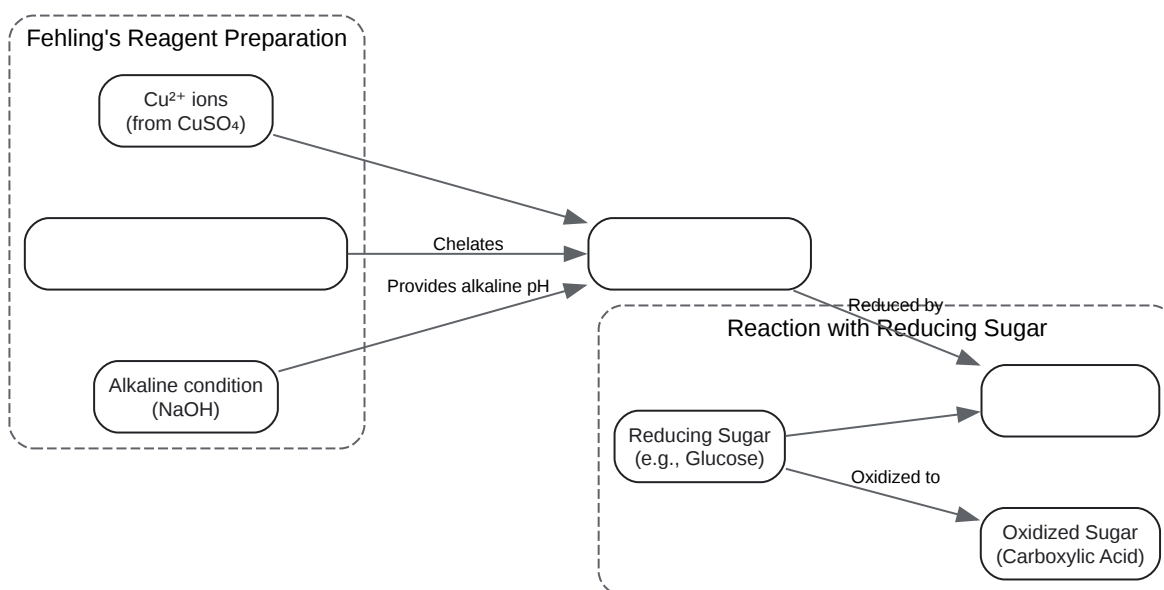 Fehling's Reagent Preparation
Cu²⁺ ions
(from CuSO₄)
Chelates
Provides alkaline pH
Alkaline condition
(NaOH)
Reduced by
Reaction with Reducing Sugar
Reducing Sugar
(e.g., Glucose)
Oxidized to
Oxidized Sugar
(Carboxylic Acid)